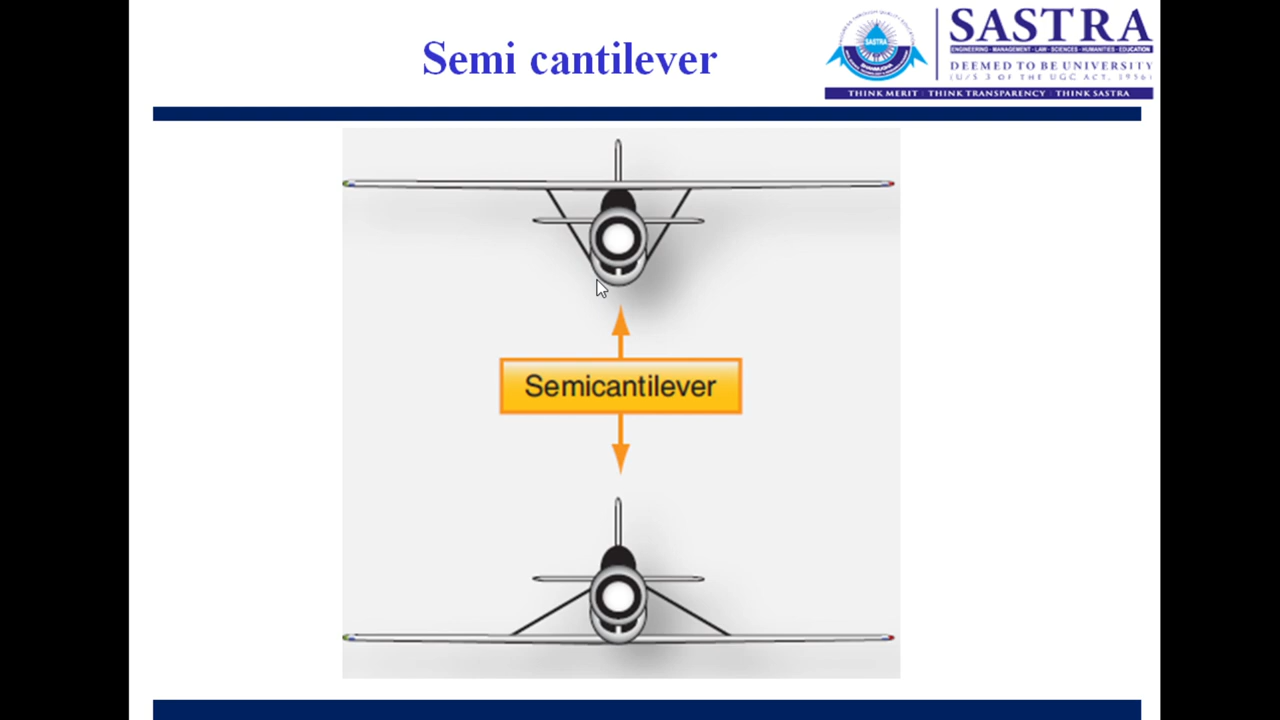 Semi cantilever
SASTRA
ENGINEERING · MANAGEMENT · LAW · SCIENCES · HUMANITIES · EDUCATION
DEEMED TO BE UNIVERSITY
(U/S 3 OF THE UGC ACT, 1956)
THINK MERIT | THINK TRANSPARENCY | THINK SASTRA
SASTRA
Semicantilever